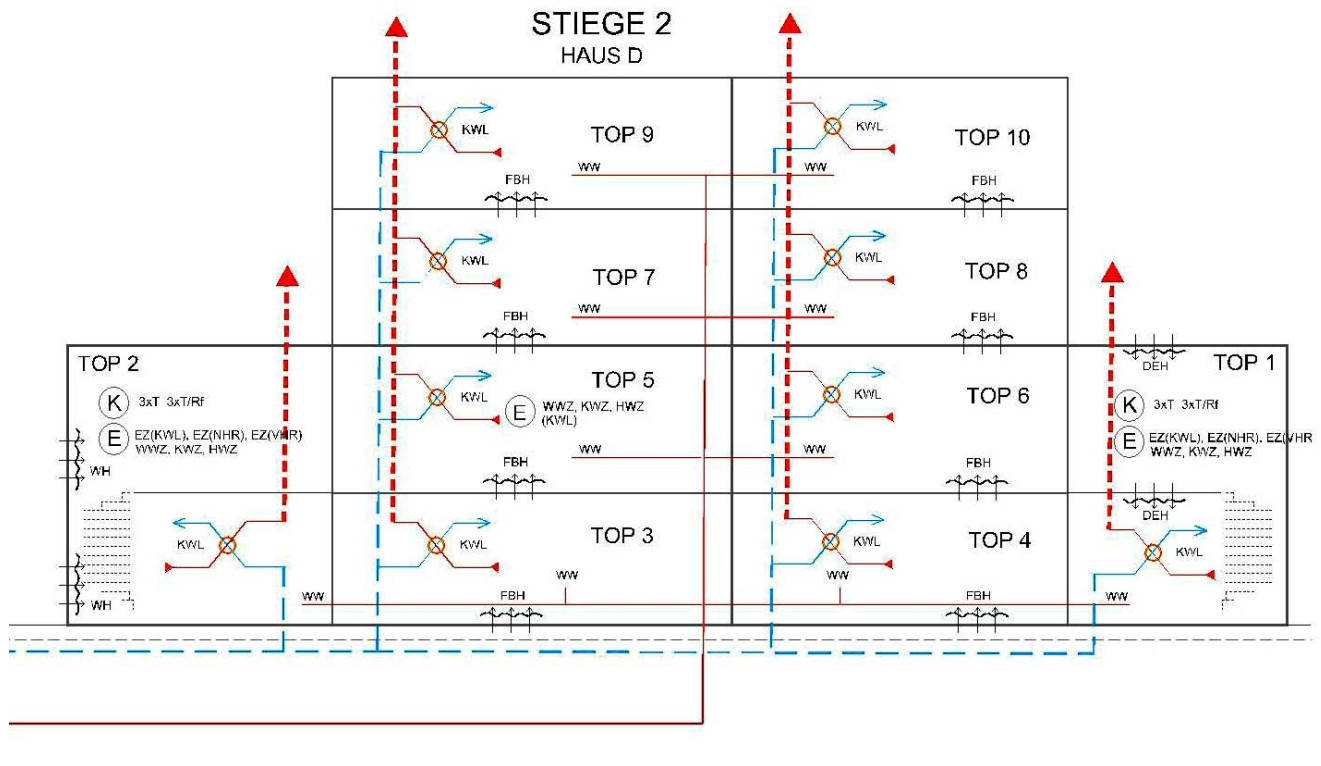 STIEGE 2
HAUS D
KWL
TOP 9
KWL
TOP 10
WW
WW
FBH
FBH
KWL
TOP 7
KWL
TOP 8
WW
WW
FBH
FBH
TOP 2
K 3xT 3xT/Rf
E EZ(KWL), EZ(NHR), EZ(VHR)
WWZ, KWZ, HWZ
WH
KWL
TOP 5
E WWZ, KWZ, HWZ
(KWL)
KWL
TOP 6
WW
WW
FBH
FBH
DEH
TOP 1
K 3xT 3xT/Rf
E EZ(KWL), EZ(NHR). EZ(VHR
WWZ, KWZ, HWZ
DEH
KWL
KWL
TOP 3
KWL
TOP 4
KWL
WW
WW
WH
WW
FBH
FBH
WW